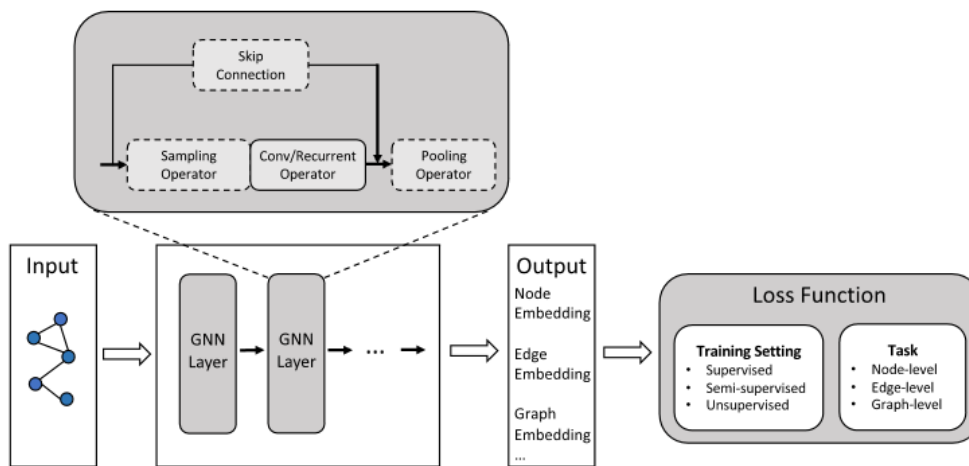 Skip
Connection
Sampling
Operator
Conv/Recurrent
Operator
Pooling
Operator
Input
GNN
Layer
GNN
Layer
...
Output
Node
Embedding
Edge
Embedding
Graph
Embedding
...
Loss Function
Training Setting
• Supervised
• Semi-supervised
• Unsupervised
Task
• Node-level
• Edge-level
• Graph-level